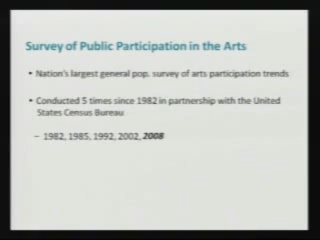 Survey of Public Participation in the Arts
• Nation's largest general pop. survey of arts participation trends
• Conducted 5 times since 1982 in partnership with the United
States Census Bureau
– 1982, 1985, 1992, 2002, 2008